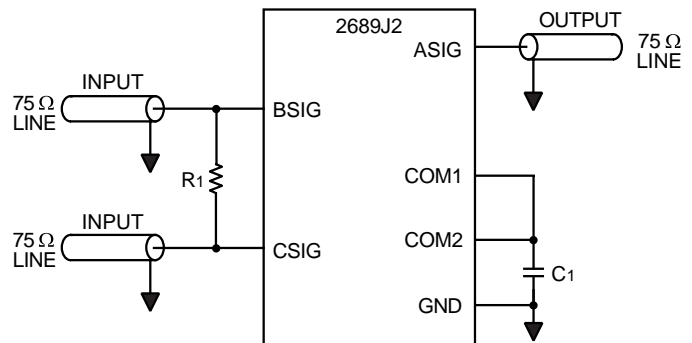 2689J2
OUTPUT
ASIG
75 Ω
LINE
INPUT
75 Ω
LINE
BSIG
R1
COM1
INPUT
75 Ω
LINE
CSIG
COM2
C1
GND